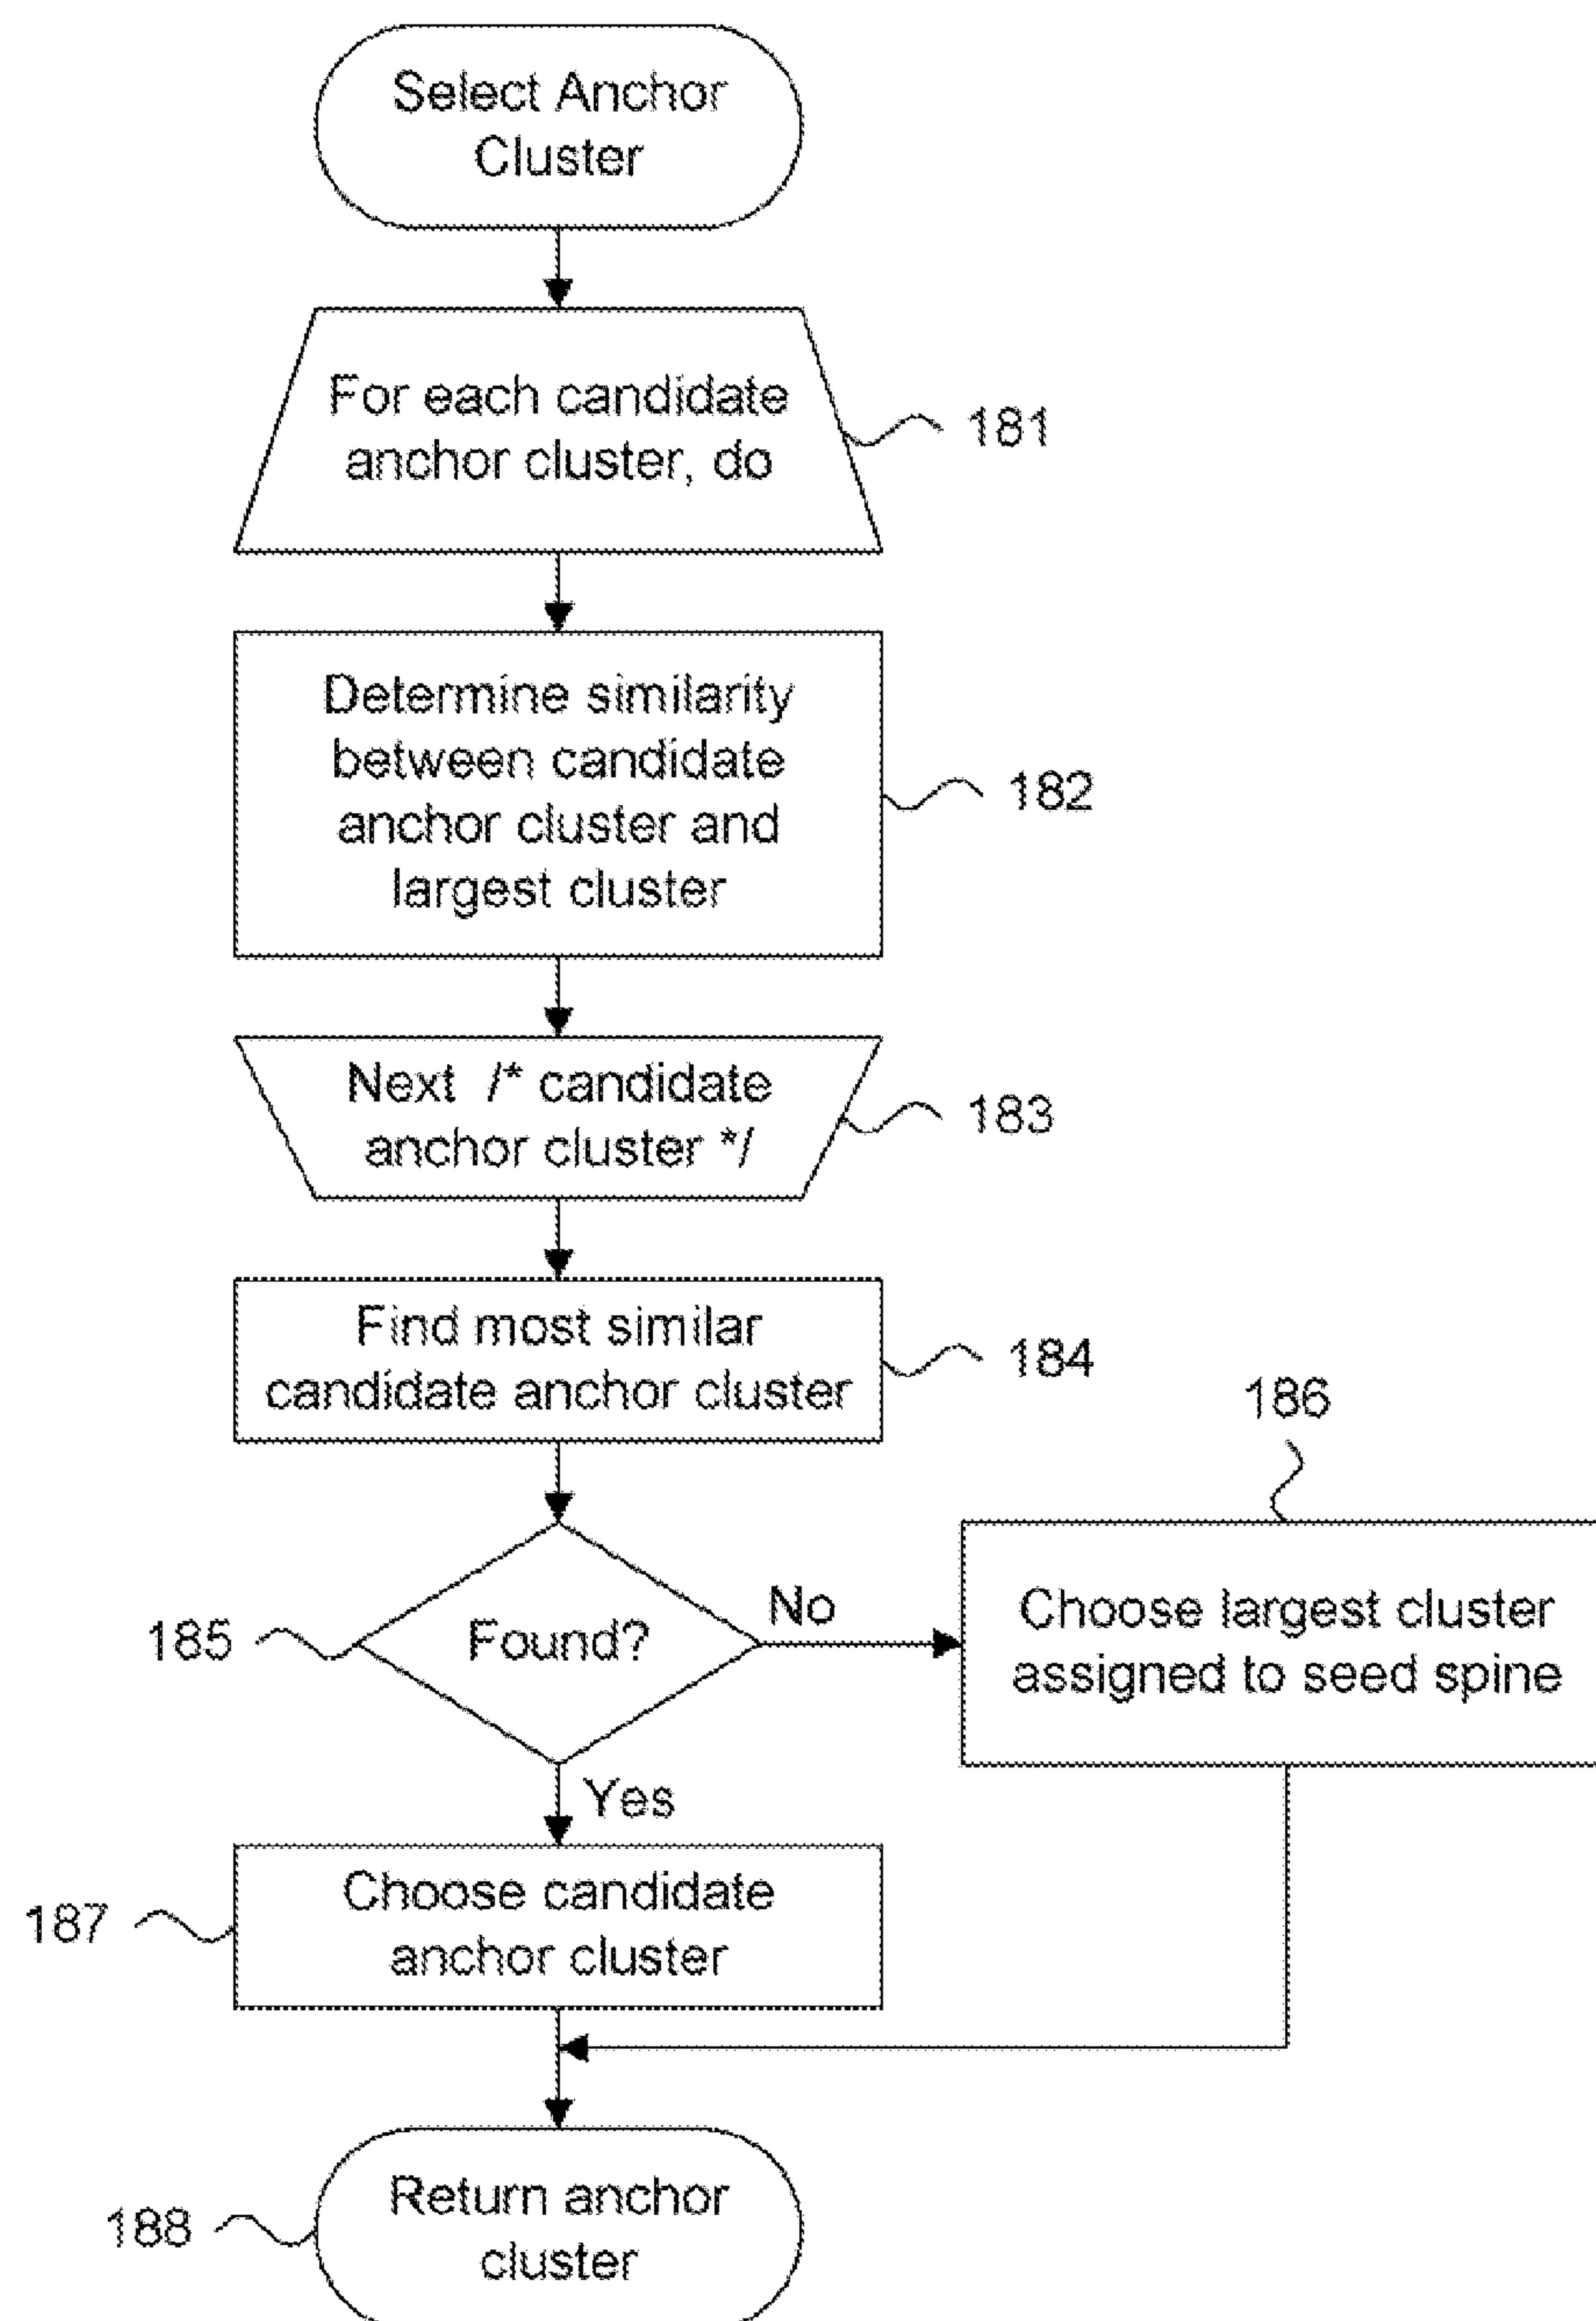 Select Anchor
Cluster
For each candidate
anchor cluster, do
181
Determine similarity
between candidate
anchor cluster and
largest cluster
182
Next /* candidate
anchor cluster */
183
Find most similar
candidate anchor cluster
184
186
185
Found?
No
Choose largest cluster
assigned to seed spine
Yes
187
Choose candidate
anchor cluster
188
Return anchor
cluster